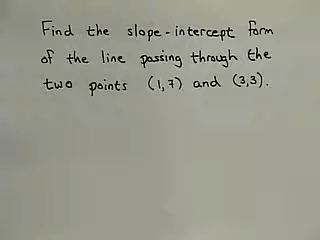 Find the slope-intercept form
of the line passing through the
two points (1,7) and (3,3).